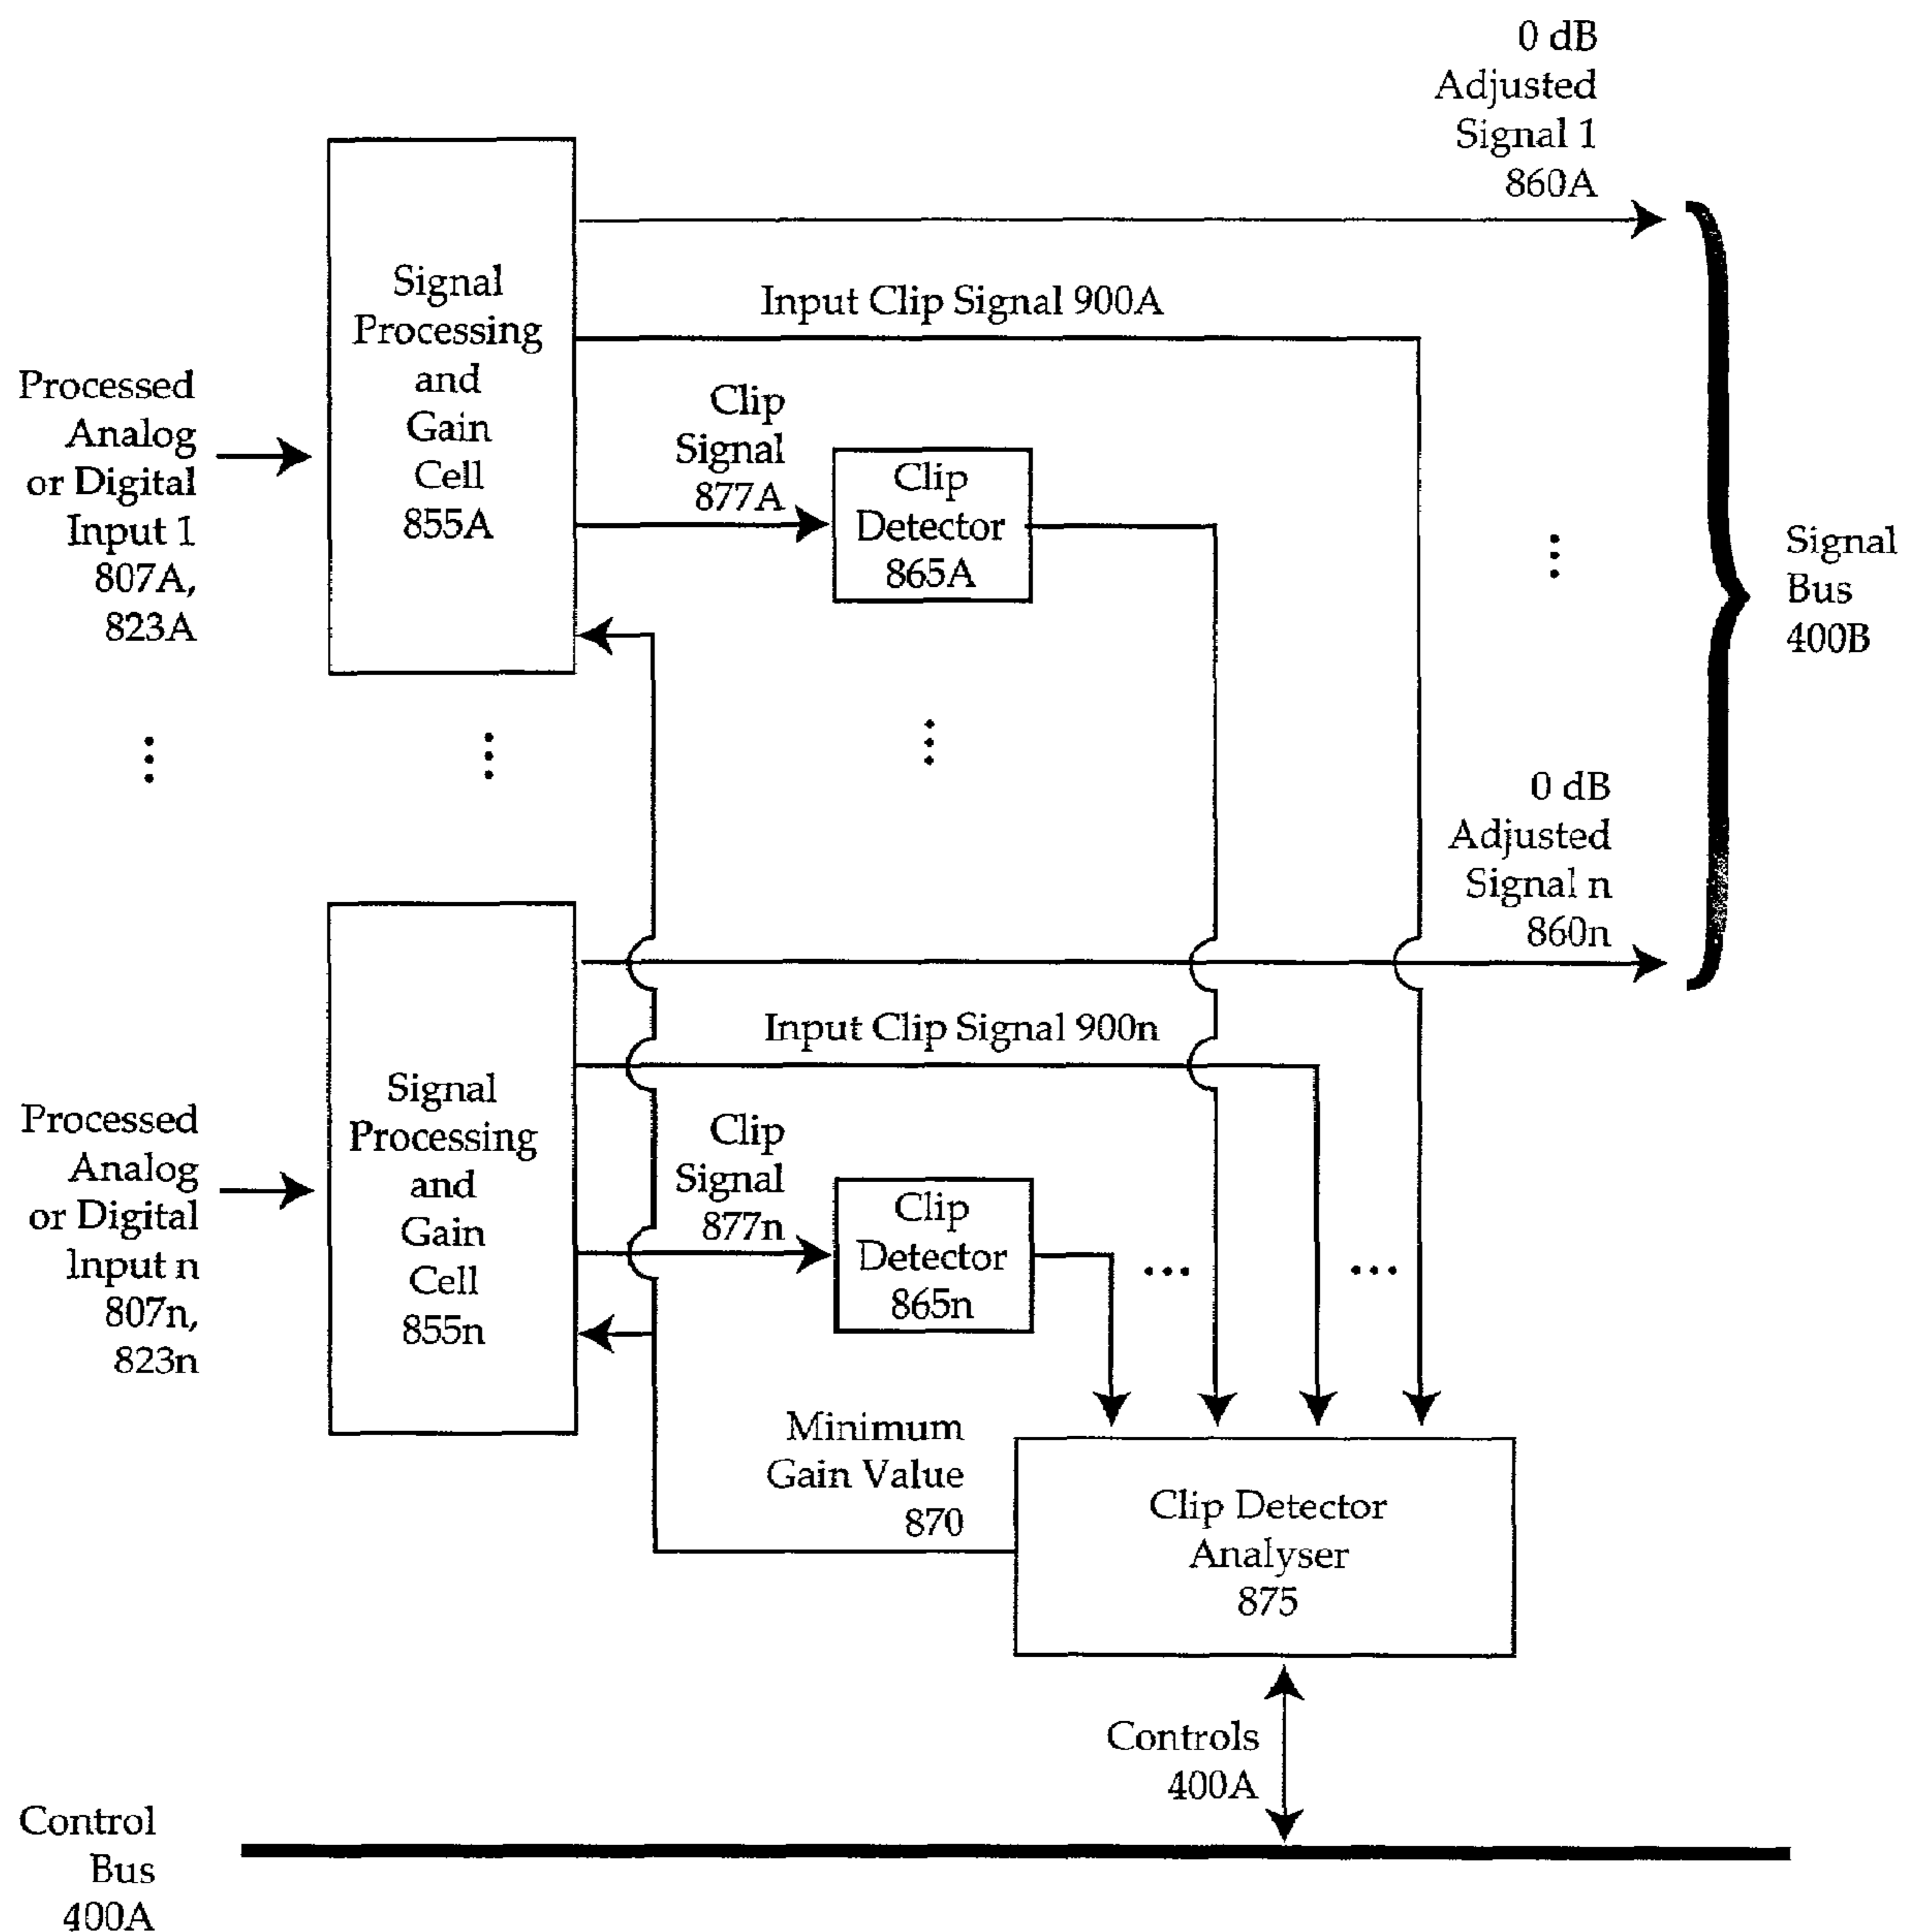 0 dB
Adjusted
Signal 1
860A
Signal
Processing
and
Gain
Cell
855A
Input Clip Signal 900A
Processed
Analog
or Digital
Input 1
807A,
823A
Clip
Signal
877A
Clip
Detector
865A
⋮
Signal
Bus
400B
⋮
⋮
⋮
0 dB
Adjusted
Signal n
860n
Input Clip Signal 900n
Signal
Processing
and
Gain
Cell
855n
Processed
Analog
or Digital
Input n
807n,
823n
Clip
Signal
877n
Clip
Detector
865n
...
...
Minimum
Gain Value
870
Clip Detector
Analyser
875
Controls
400A
Control
Bus
400A